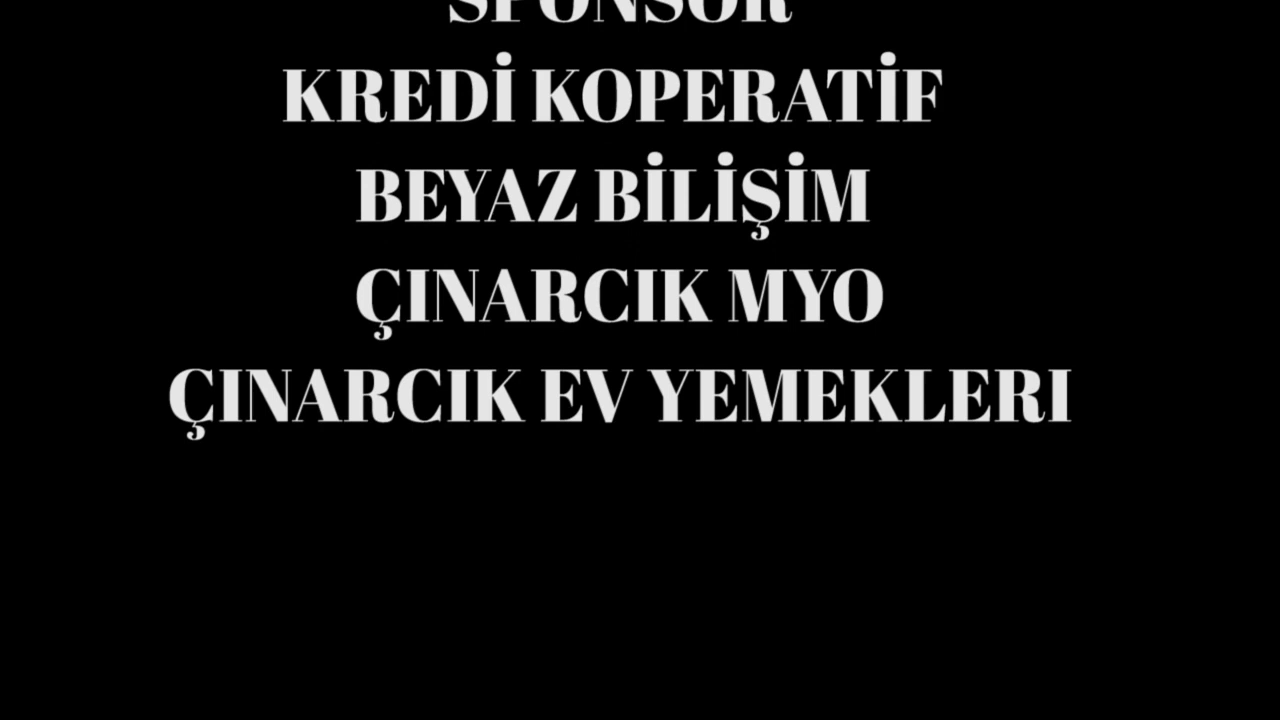 SPONSOR
KREDİ KOPERATİF
BEYAZ BİLİŞİM
ÇINARCIK MYO
ÇINARCIK EV YEMEKLERI